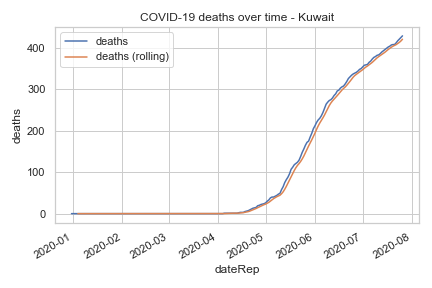 COVID-19 deaths over time - Kuwait
deaths
deaths (rolling)
400
300
200
100
0
deaths
2020-01
2020-02
2020-03
2020-04
2020-05
2020-06
2020-07
2020-08
dateRep